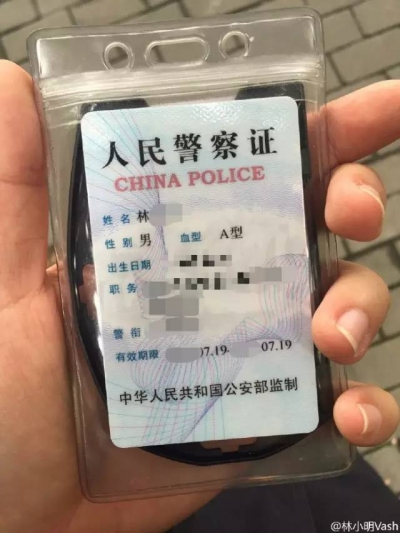 人民警察证
CHINA POLICE
姓名 林
性别 男 血型 A型
出生日期
职务
警衔
有效期限 07.19 07.19
中华人民共和国公安部监制
@林小明Vash